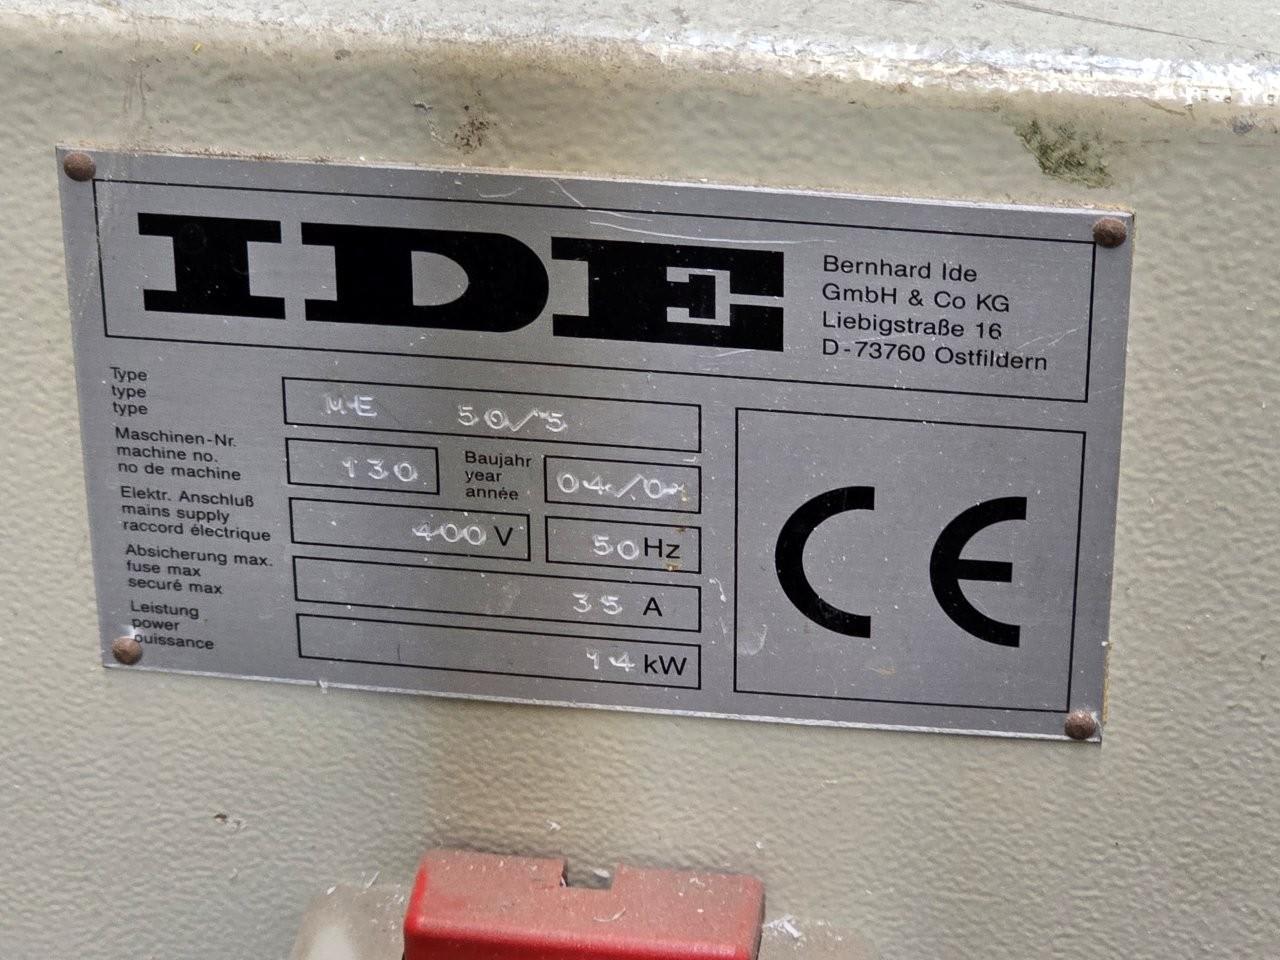 IDE
Bernhard Ide
GmbH & Co KG
Liebigstraße 16
D-73760 Ostfildern
Type
type
type
ME 50/5
Maschinen-Nr.
machine no.
no de machine
130
Baujahr
year
année
Elektr. Anschluß
mains supply
raccord électrique
400 V
50 Hz
Absicherung max.
fuse max
securé max
35 A
Leistung
power
puissance
14 kW
CE